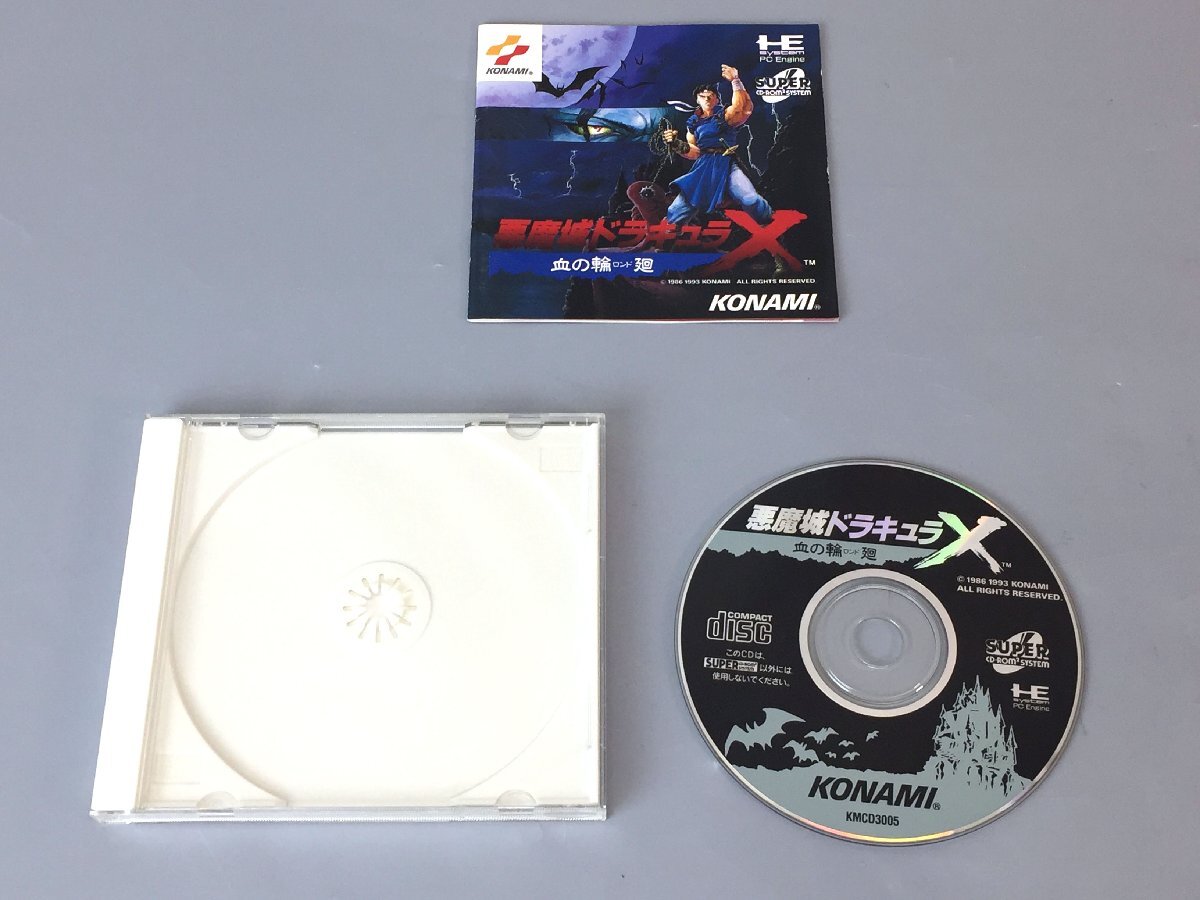 KONAMI®
HE
system
PC Engine
SUPER
CD-ROM² SYSTEM
悪魔城ドラキュラX
血の輪廻
ロンド
TM
© 1986 1993 KONAMI ALL RIGHTS RESERVED
KONAMI®
悪魔城ドラキュラX
血の輪廻
ロンド
TM
© 1986 1993 KONAMI
ALL RIGHTS RESERVED.
COMPACT
disc
このCDは、
SUPER CD-ROM² SYSTEM 以外には
使用しないでください。
SUPER
CD-ROM² SYSTEM
HE
system
PC Engine
KONAMI®
KMCD3005